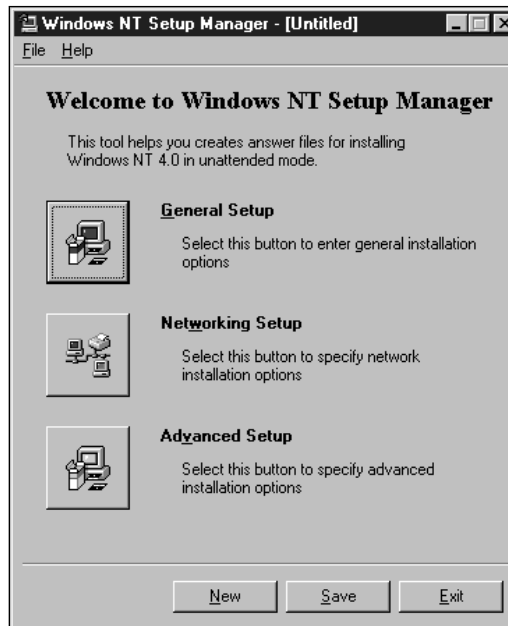 Windows NT Setup Manager - [Untitled]
File Help
Welcome to Windows NT Setup Manager
This tool helps you creates answer files for installing
Windows NT 4.0 in unattended mode.
General Setup
Select this button to enter general installation
options
Networking Setup
Select this button to specify network
installation options
Advanced Setup
Select this button to specify advanced
installation options
New Save Exit